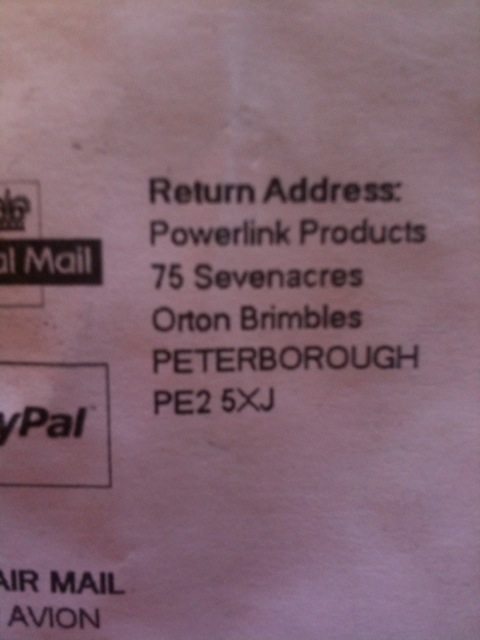 Return Address:
Powerlink Products
75 Sevenacres
Orton Brimbles
PETERBOROUGH
PE2 5XJ
al Mail
yPal
AIR MAIL
AVION